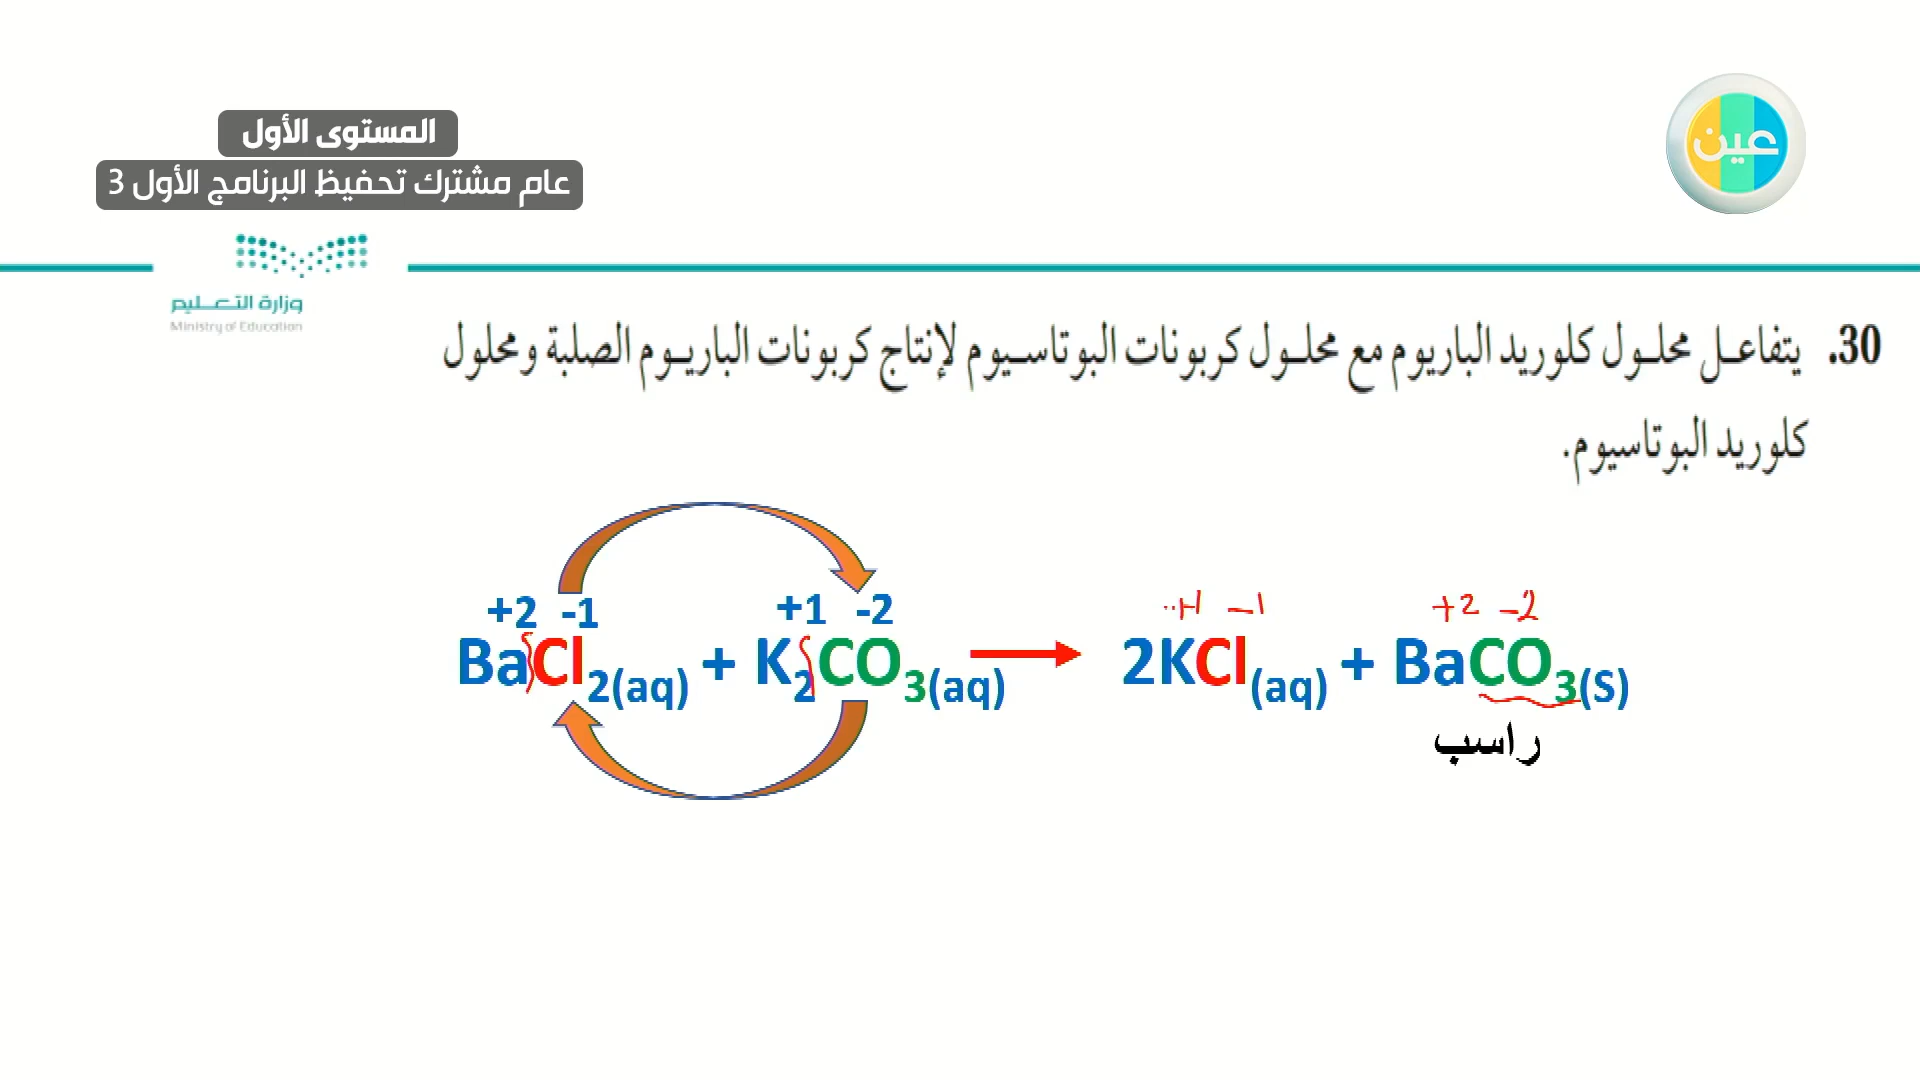 المستوى الأول
عام مشترك تحفيظ البرنامج الأول 3
عين
وزارة التعليم
Ministry of Education
30. يتفاعل محلول كلوريد الباريوم مع محلول كربونات البوتاسيوم لإنتاج كربونات الباريوم الصلبة ومحلول
كلوريد البوتاسيوم.
+2 -1 +1 -2 +1 -1 +2 -2
BaCl2(aq) + K2CO3(aq) → 2KCl(aq) + BaCO3(S)
راسب